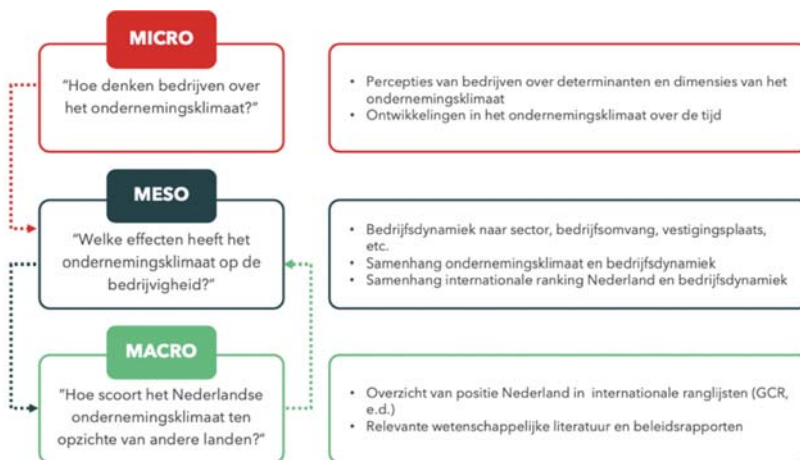 MICRO
"Hoe denken bedrijven over
het ondernemingsklimaat?"
• Percepties van bedrijven over determinanten en dimensies van het
ondernemingsklimaat
• Ontwikkelingen in het ondernemingsklimaat over de tijd
MESO
"Welke effecten heeft het
ondernemingsklimaat op de
bedrijvigheid?"
• Bedrijfsdynamiek naar sector, bedrijfsomvang, vestigingsplaats,
etc.
• Samenhang ondernemingsklimaat en bedrijfsdynamiek
• Samenhang internationale ranking Nederland en bedrijfsdynamiek
MACRO
"Hoe scoort het Nederlandse
ondernemingsklimaat ten
opzichte van andere landen?"
• Overzicht van positie Nederland in internationale ranglijsten (GCR,
e.d.)
• Relevante wetenschappelijke literatuur en beleidsrapporten